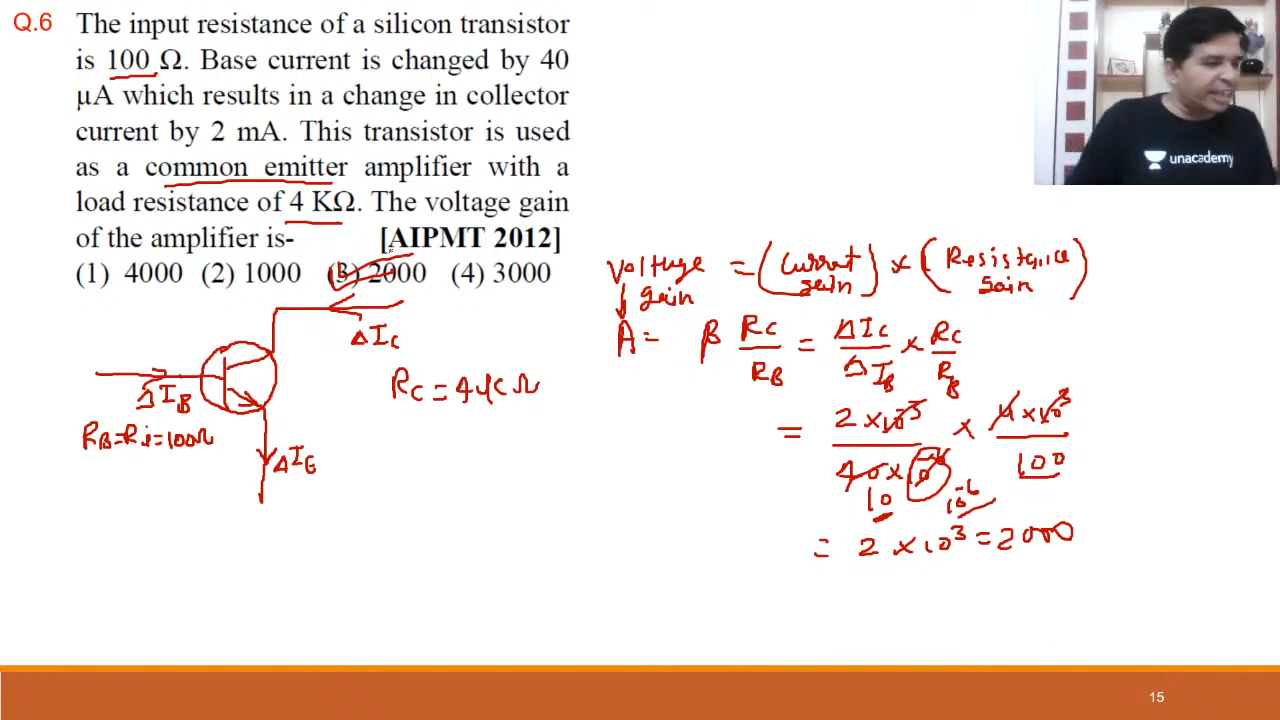 Q.6 The input resistance of a silicon transistor
is 100 Ω. Base current is changed by 40
µA which results in a change in collector
current by 2 mA. This transistor is used
as a common emitter amplifier with a
load resistance of 4 KΩ. The voltage gain
of the amplifier is- [AIPMT 2012]
(1) 4000 (2) 1000 (3) 2000 (4) 3000
unacademy
Voltage gain = (Current gain) × (Resistance gain)
A = β RC/RB = ΔIC/ΔIB × RC/RB
= 2 × 10⁻³ / 40 × 10⁻⁶ × 4 × 10³ / 100
10 10⁻⁶
= 2 × 10³ = 2000
ΔIC
RC = 4 K Ω
ΔIB
RB = Ri = 100Ω
ΔIE
15